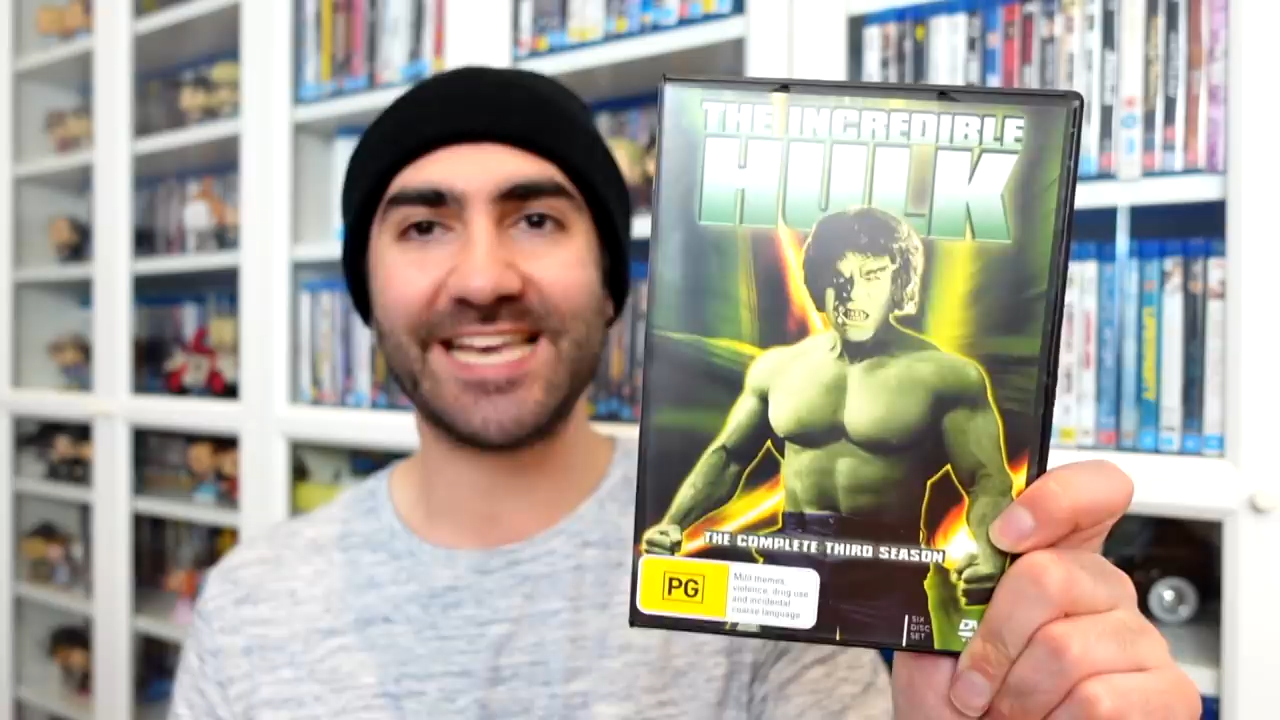 THE INCREDIBLE
HULK
THE COMPLETE THIRD SEASON
PG
Mild themes,
violence, drug use
and incidental
coarse language
SIX
DISC
SET